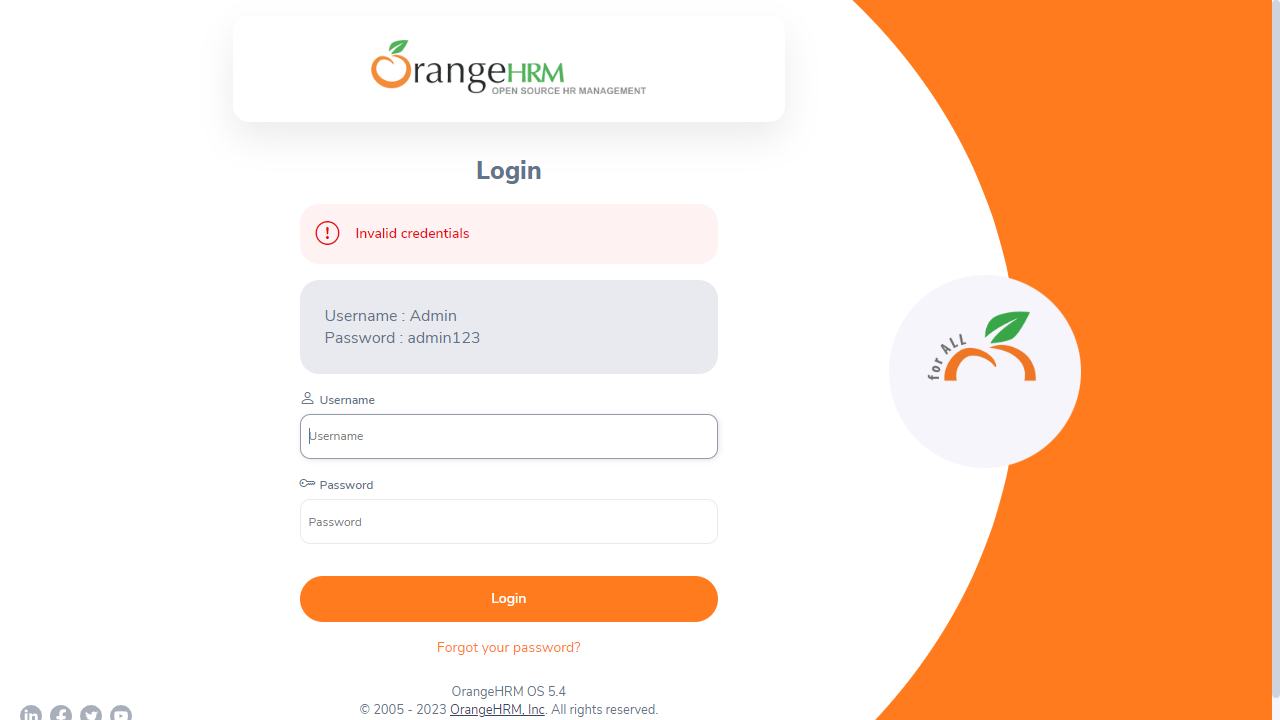 OrangeHRM
OPEN SOURCE HR MANAGEMENT
Login
Invalid credentials
Username : Admin
Password : admin123
for ALL
Username
Username
Password
Password
Login
Forgot your password?
OrangeHRM OS 5.4
© 2005 - 2023 OrangeHRM, Inc. All rights reserved.